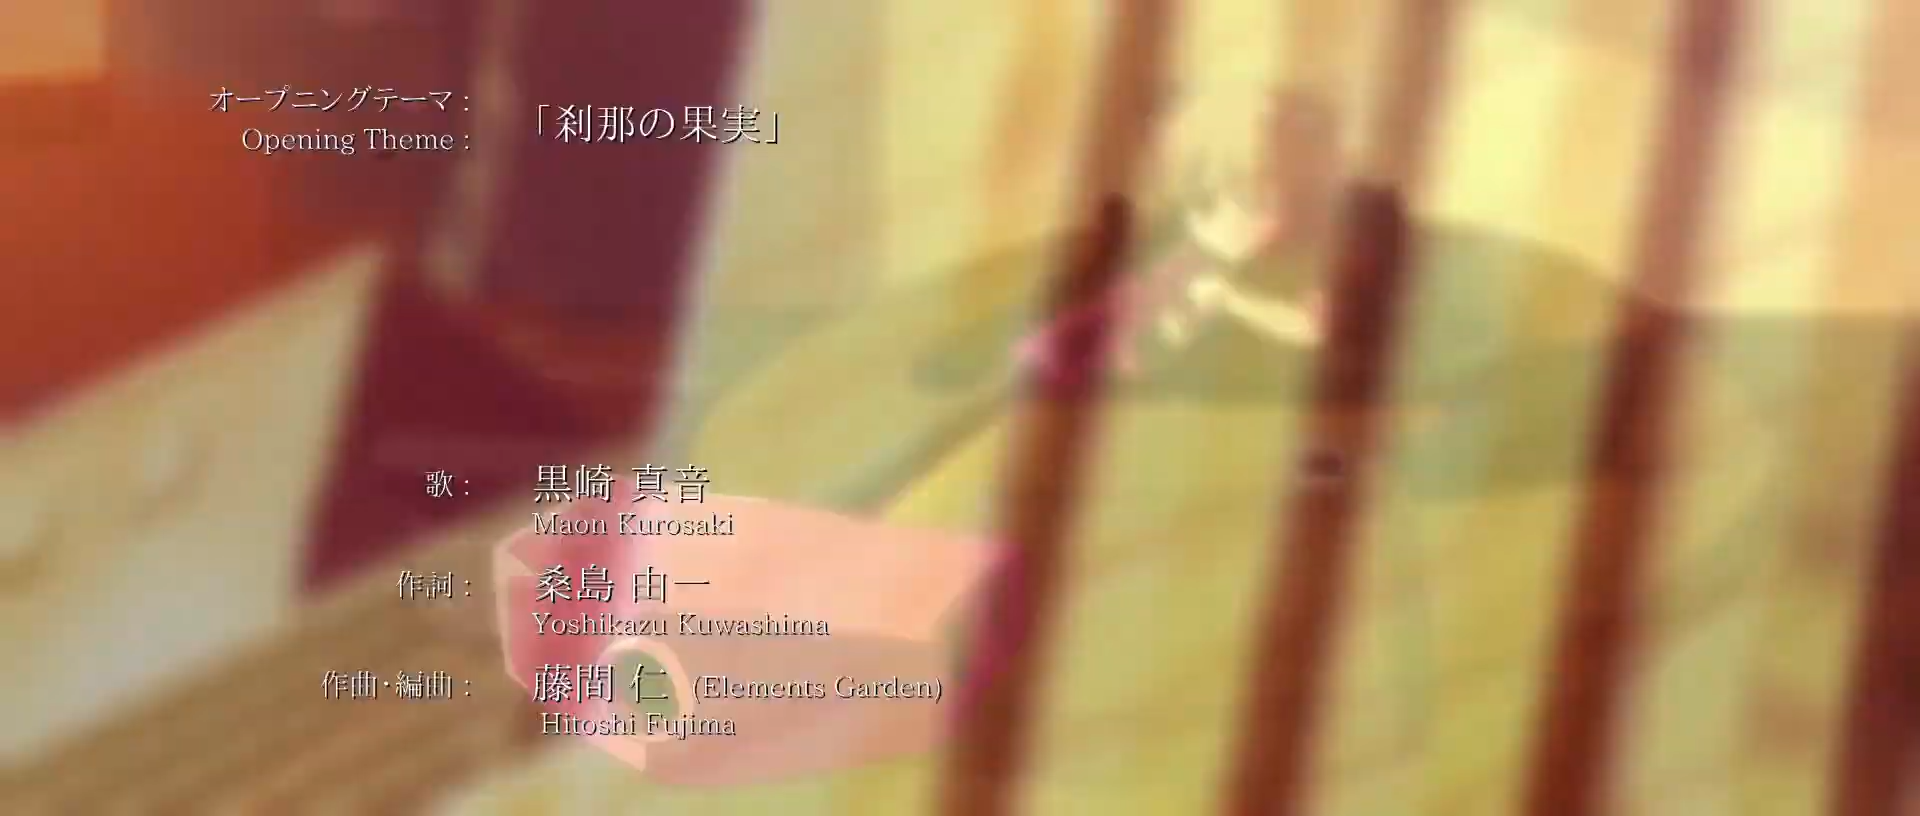 オープニングテーマ :
Opening Theme :
「刹那の果実」
歌 :
黒崎 真音
Maon Kurosaki
作詞 :
桑島 由一
Yoshikazu Kuwashima
作曲・編曲 :
藤間 仁 (Elements Garden)
Hitoshi Fujima